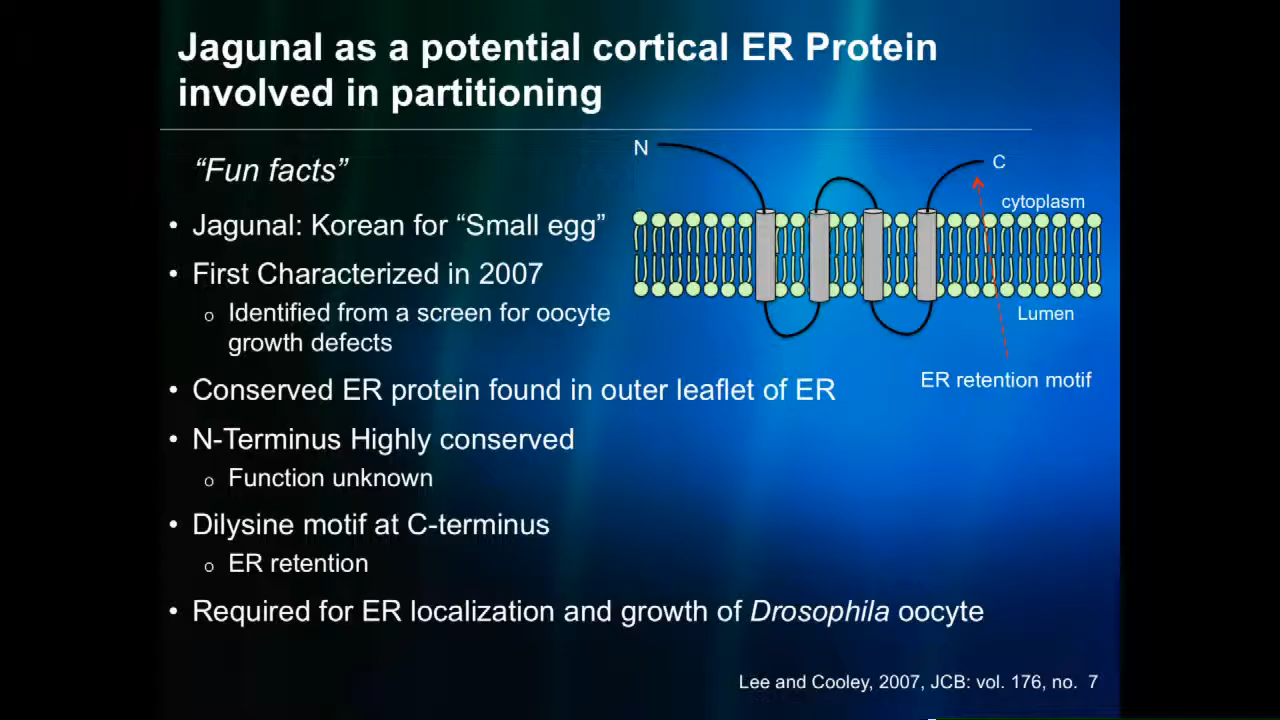 Jagunal as a potential cortical ER Protein
involved in partitioning
“Fun facts”
• Jagunal: Korean for “Small egg”
• First Characterized in 2007
o Identified from a screen for oocyte
growth defects
• Conserved ER protein found in outer leaflet of ER
• N-Terminus Highly conserved
o Function unknown
• Dilysine motif at C-terminus
o ER retention
• Required for ER localization and growth of Drosophila oocyte
N
C
cytoplasm
Lumen
ER retention motif
Lee and Cooley, 2007, JCB: vol. 176, no. 7